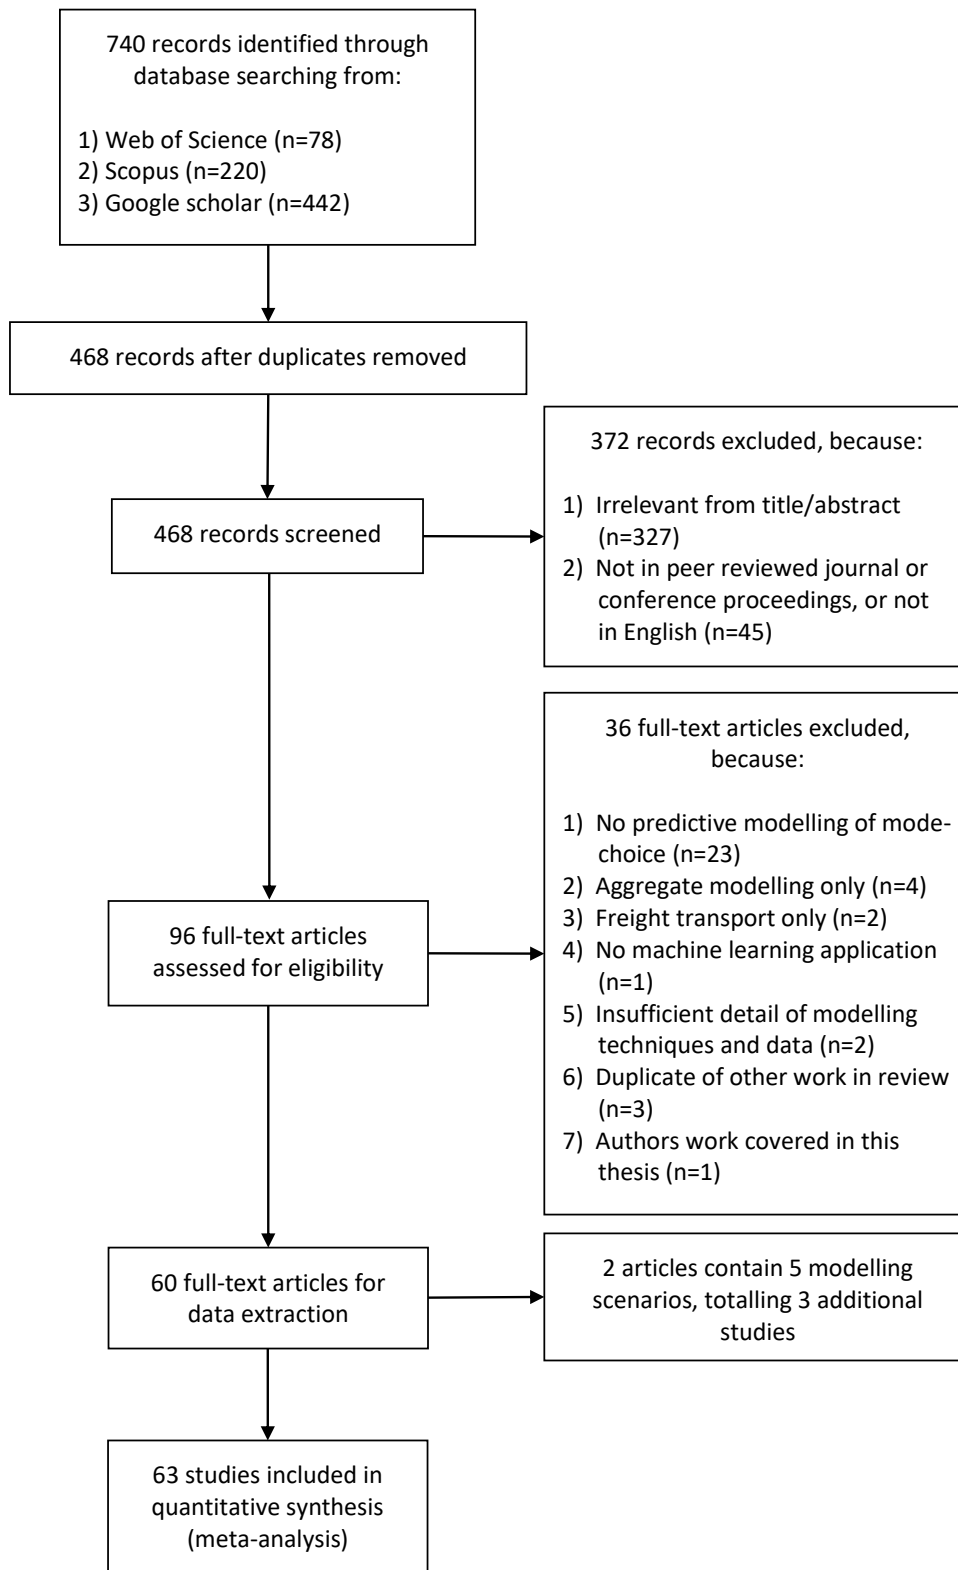 740 records identified through
database searching from:
1) Web of Science (n=78)
2) Scopus (n=220)
3) Google scholar (n=442)
468 records after duplicates removed
468 records screened
372 records excluded, because:
1) Irrelevant from title/abstract
(n=327)
2) Not in peer reviewed journal or
conference proceedings, or not
in English (n=45)
96 full-text articles
assessed for eligibility
36 full-text articles excluded,
because:
1) No predictive modelling of mode-
choice (n=23)
2) Aggregate modelling only (n=4)
3) Freight transport only (n=2)
4) No machine learning application
(n=1)
5) Insufficient detail of modelling
techniques and data (n=2)
6) Duplicate of other work in review
(n=3)
7) Authors work covered in this
thesis (n=1)
60 full-text articles for
data extraction
2 articles contain 5 modelling
scenarios, totalling 3 additional
studies
63 studies included in
quantitative synthesis
(meta-analysis)